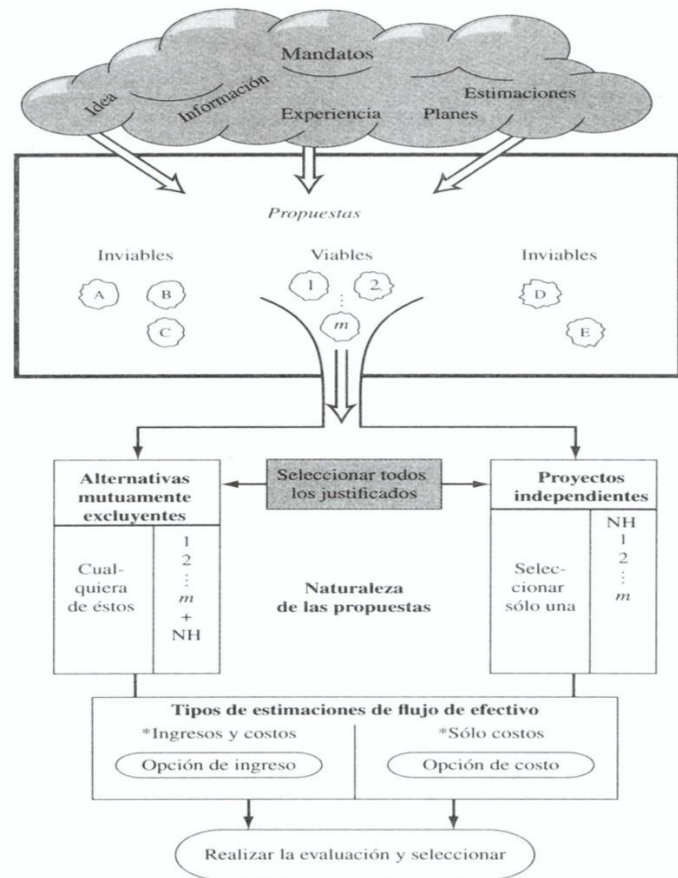 Mandatos
Idea
Información
Estimaciones
Experiencia
Planes
Propuestas
Inviables
Viables
Inviables
A
B
C
1
2
⋮
m
D
E
Alternativas
mutuamente
excluyentes
Seleccionar todos
los justificados
Proyectos
independientes
Cual-
quiera
de éstos
1
2
⋮
m
+
NH
Naturaleza
de las propuestas
Selec-
cionar
sólo una
NH
1
2
⋮
m
Tipos de estimaciones de flujo de efectivo
*Ingresos y costos
*Sólo costos
Opción de ingreso
Opción de costo
Realizar la evaluación y seleccionar